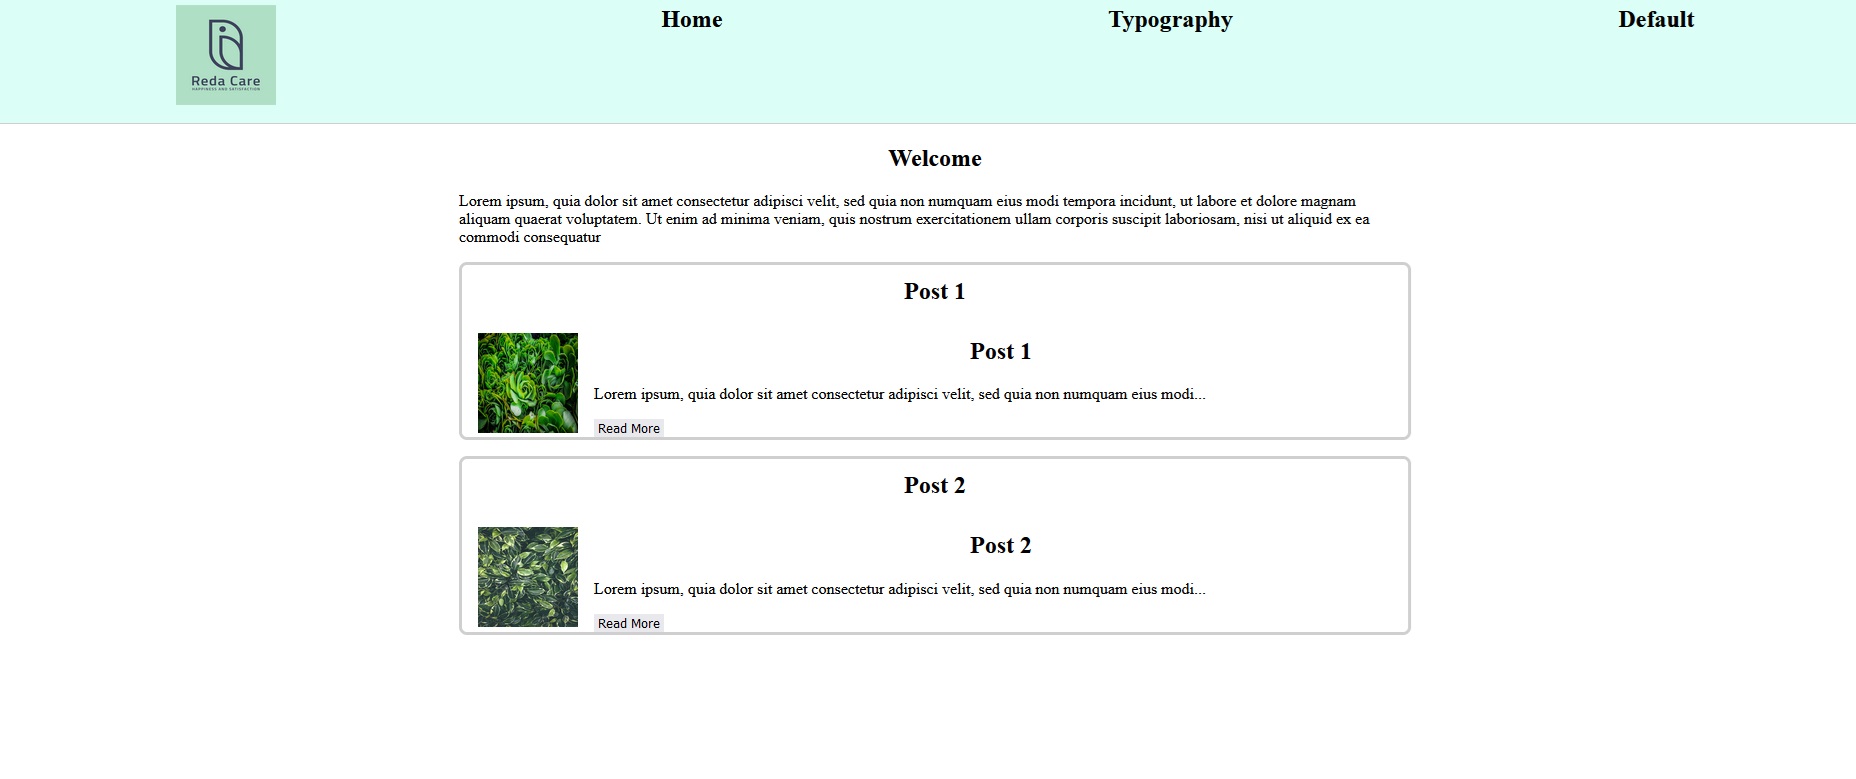 Reda Care
HAPPINESS AND SATISFACTION
Home
Typography
Default
Welcome
Lorem ipsum, quia dolor sit amet consectetur adipisci velit, sed quia non numquam eius modi tempora incidunt, ut labore et dolore magnam
aliquam quaerat voluptatem. Ut enim ad minima veniam, quis nostrum exercitationem ullam corporis suscipit laboriosam, nisi ut aliquid ex ea
commodi consequatur
Post 1
Post 1
Lorem ipsum, quia dolor sit amet consectetur adipisci velit, sed quia non numquam eius modi...
Read More
Post 2
Post 2
Lorem ipsum, quia dolor sit amet consectetur adipisci velit, sed quia non numquam eius modi...
Read More